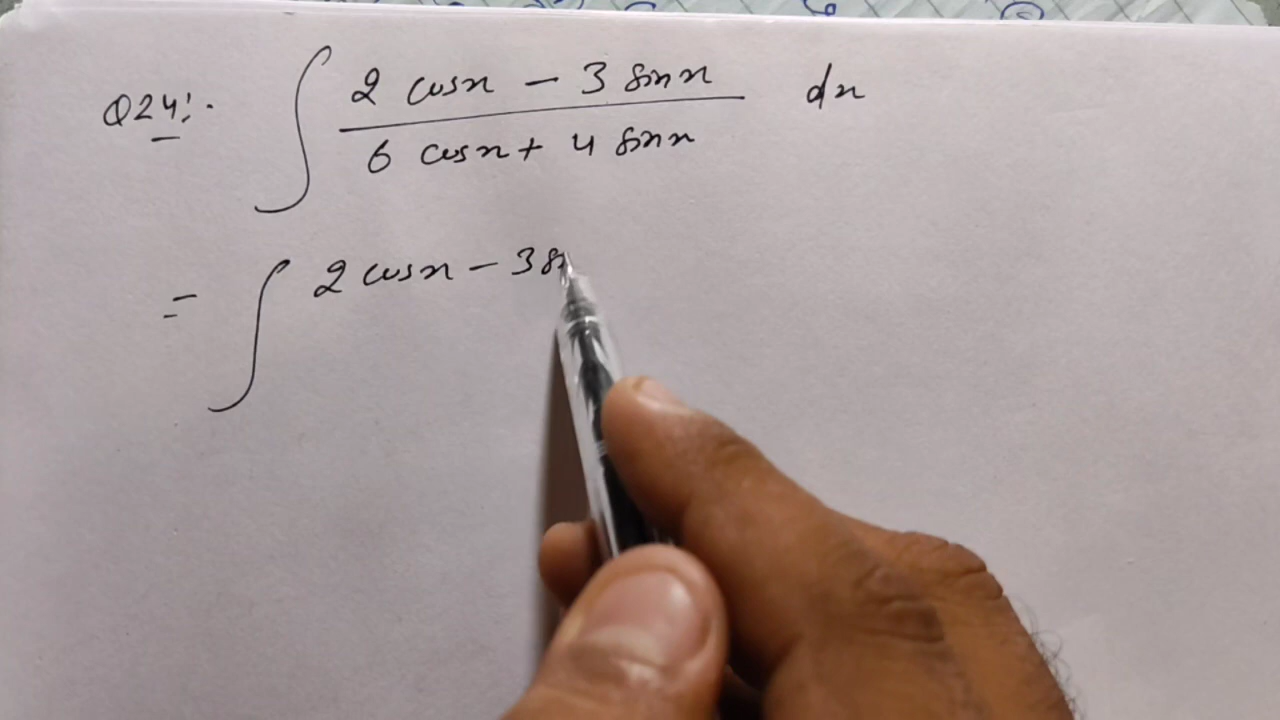 Q24:. ∫ (2 cosx − 3 sinx) / (6 cosx + 4 sinx) dx
= ∫ 2 cosx − 3 s